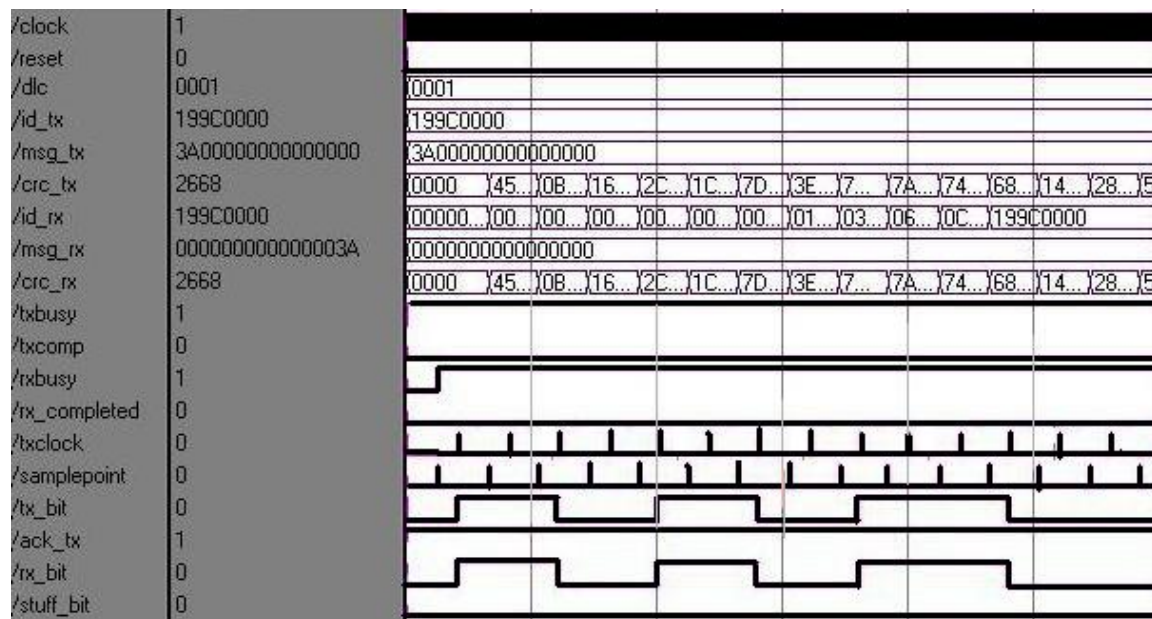 /clock 1
/reset 0
/dlc 0001 0001
/id_tx 199C0000 199C0000
/msg_tx 3A00000000000000 3A00000000000000
/crc_tx 2668 0000 45... 0B... 16... 2C... 1C... 7D... 3E... 7... 7A... 74... 68... 14... 28... 5
/id_rx 199C0000 00000... 00... 00... 00... 00... 00... 00... 01... 03... 06... 0C... 199C0000
/msg_rx 000000000000003A 0000000000000000
/crc_rx 2668 0000 45... 0B... 16... 2C... 1C... 7D... 3E... 7... 7A... 74... 68... 14... 28... 5
/txbusy 1
/txcomp 0
/rxbusy 1
/rx_completed 0
/txclock 0
/samplepoint 0
/tx_bit 0
/ack_tx 1
/rx_bit 0
/stuff_bit 0